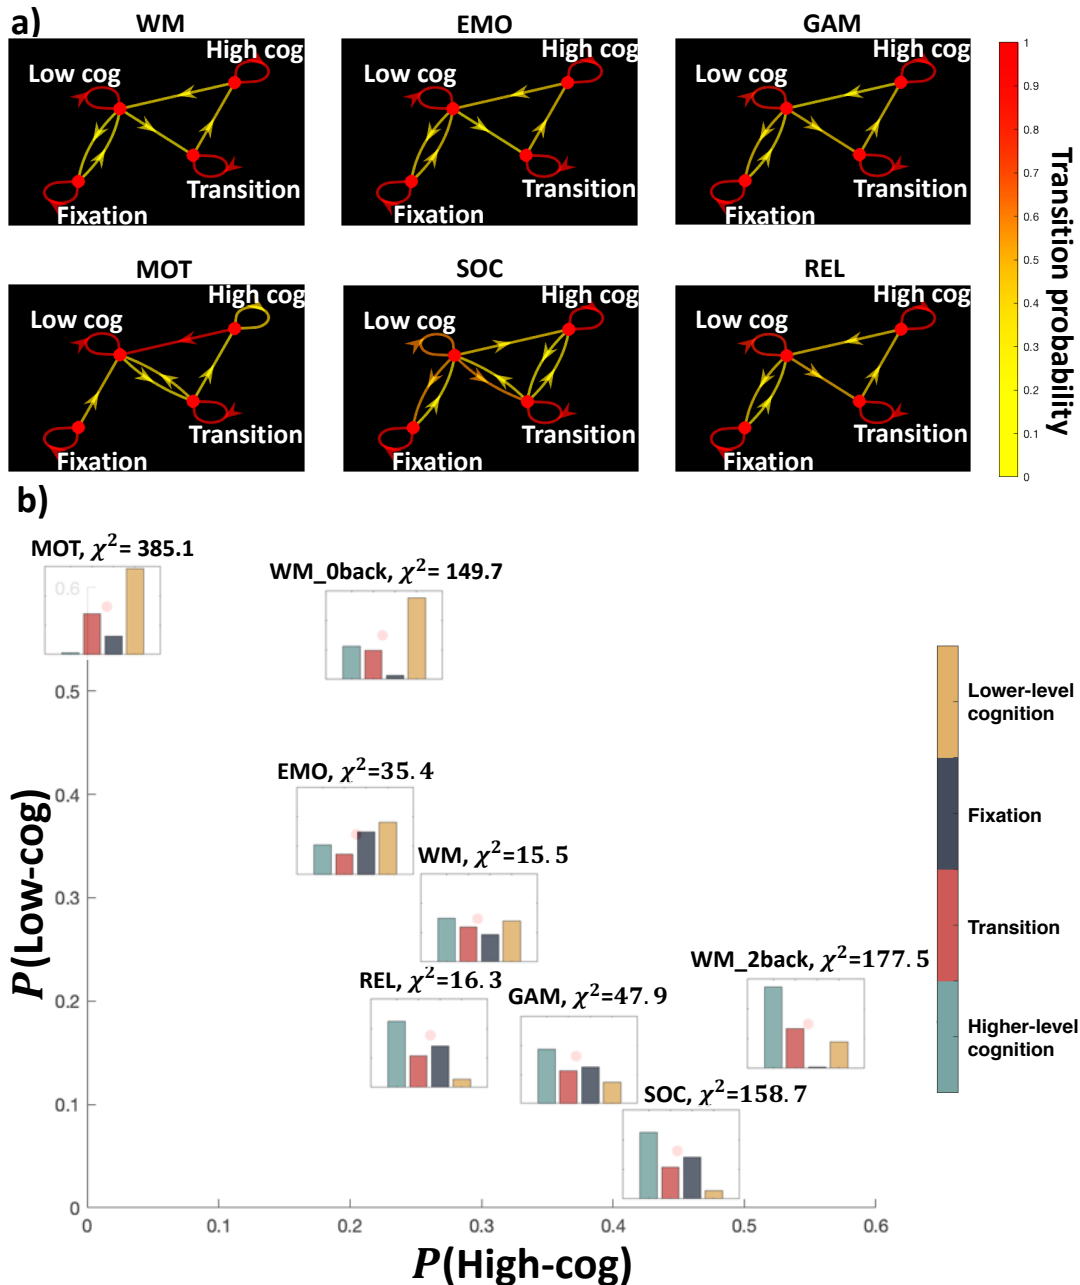 a)
WM
EMO
GAM
High cog
Low cog
Fixation
Transition
High cog
Low cog
Fixation
Transition
High cog
Low cog
Fixation
Transition
MOT
SOC
REL
High cog
Low cog
Fixation
Transition
High cog
Low cog
Fixation
Transition
High cog
Low cog
Fixation
Transition
1
0.9
0.8
0.7
0.6
0.5
0.4
0.3
0.2
0.1
0
Transition probability
b)
MOT, χ²= 385.1
WM_0back, χ²= 149.7
EMO, χ²=35.4
WM, χ²=15.5
REL, χ²=16.3
GAM, χ²=47.9
WM_2back, χ²=177.5
SOC, χ²=158.7
0.6
0.5
0.4
0.3
0.2
0.1
0
P(Low-cog)
0
0.1
0.2
0.3
0.4
0.5
0.6
P(High-cog)
Lower-level
cognition
Fixation
Transition
Higher-level
cognition